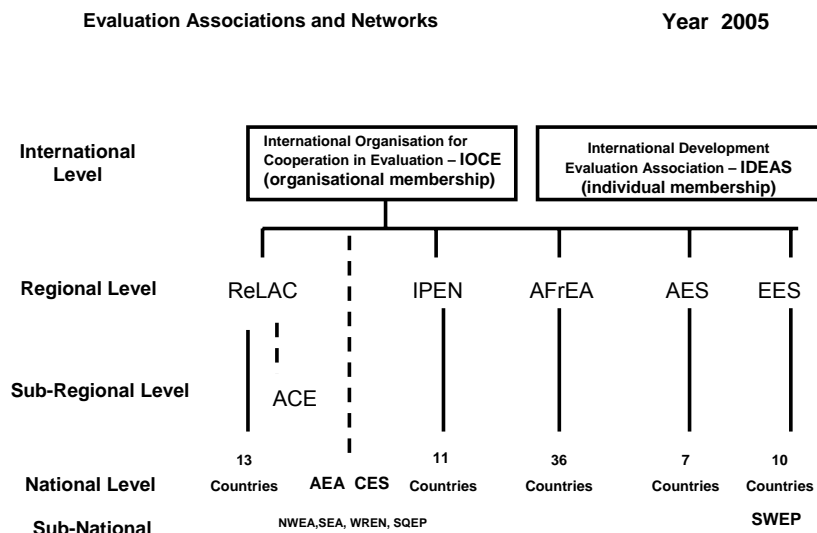 Evaluation Associations and Networks
Year 2005
International
Level
International Organisation for
Cooperation in Evaluation – IOCE
(organisational membership)
International Development
Evaluation Association – IDEAS
(individual membership)
Regional Level
ReLAC
IPEN
AFrEA
AES
EES
Sub-Regional Level
ACE
National Level
13
Countries
AEA CES
11
Countries
36
Countries
7
Countries
10
Countries
Sub-National
NWEA,SEA, WREN, SQEP
SWEP